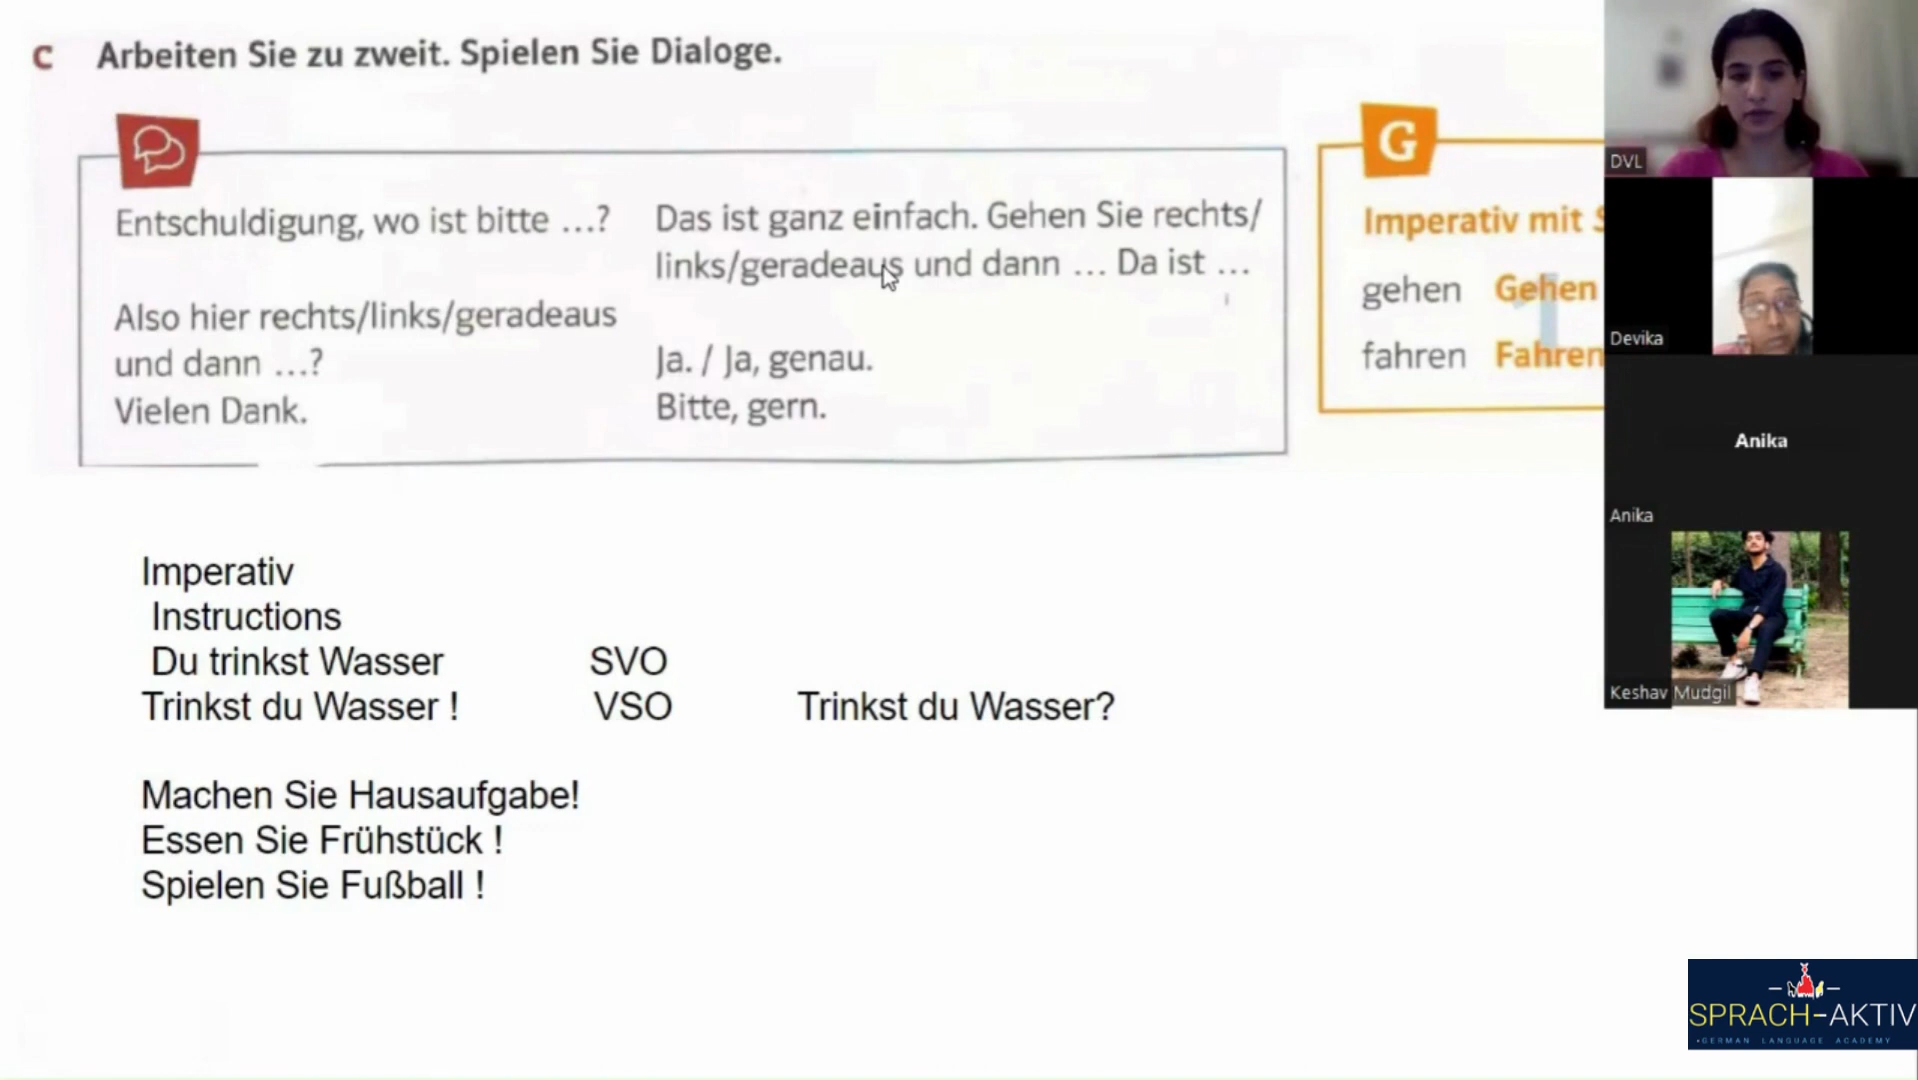 C Arbeiten Sie zu zweit. Spielen Sie Dialoge.
Entschuldigung, wo ist bitte ...?
Das ist ganz einfach. Gehen Sie rechts/
links/geradeaus und dann ... Da ist ...
Also hier rechts/links/geradeaus
und dann ...?
Ja. / Ja, genau.
Vielen Dank.
Bitte, gern.
G
Imperativ mit
gehen Gehen
fahren Fahren
Imperativ
Instructions
Du trinkst Wasser SVO
Trinkst du Wasser ! VSO Trinkst du Wasser?
Machen Sie Hausaufgabe!
Essen Sie Frühstück !
Spielen Sie Fußball !
DVL
Devika
Anika
Anika
Keshav Mudgil
SPRACH-AKTIV
•GERMAN LANGUAGE ACADEMY